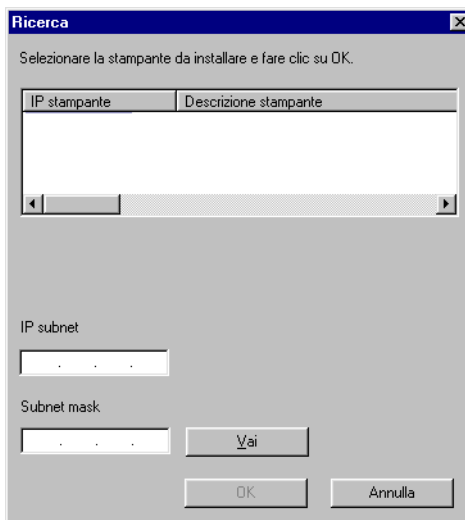 Ricerca
Selezionare la stampante da installare e fare clic su OK.
IP stampante Descrizione stampante
IP subnet
. . .
Subnet mask
. . . Vai
OK Annulla